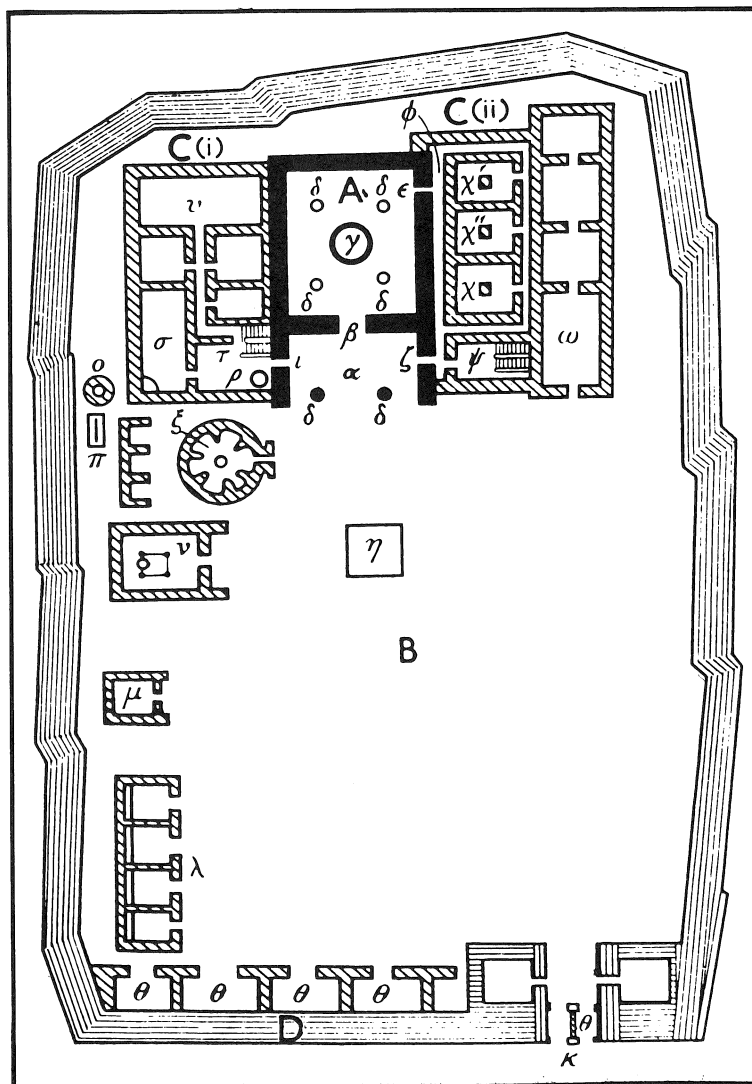 C(ii)
φ
C(i)
δ A δ ε χ′
υ
γ χ″
δ δ χ
β
σ τ ω
ι α ζ ψ
ο ρ
δ δ
ξ
π
ν η
B
μ
λ
θ θ θ θ
θ
D
κ